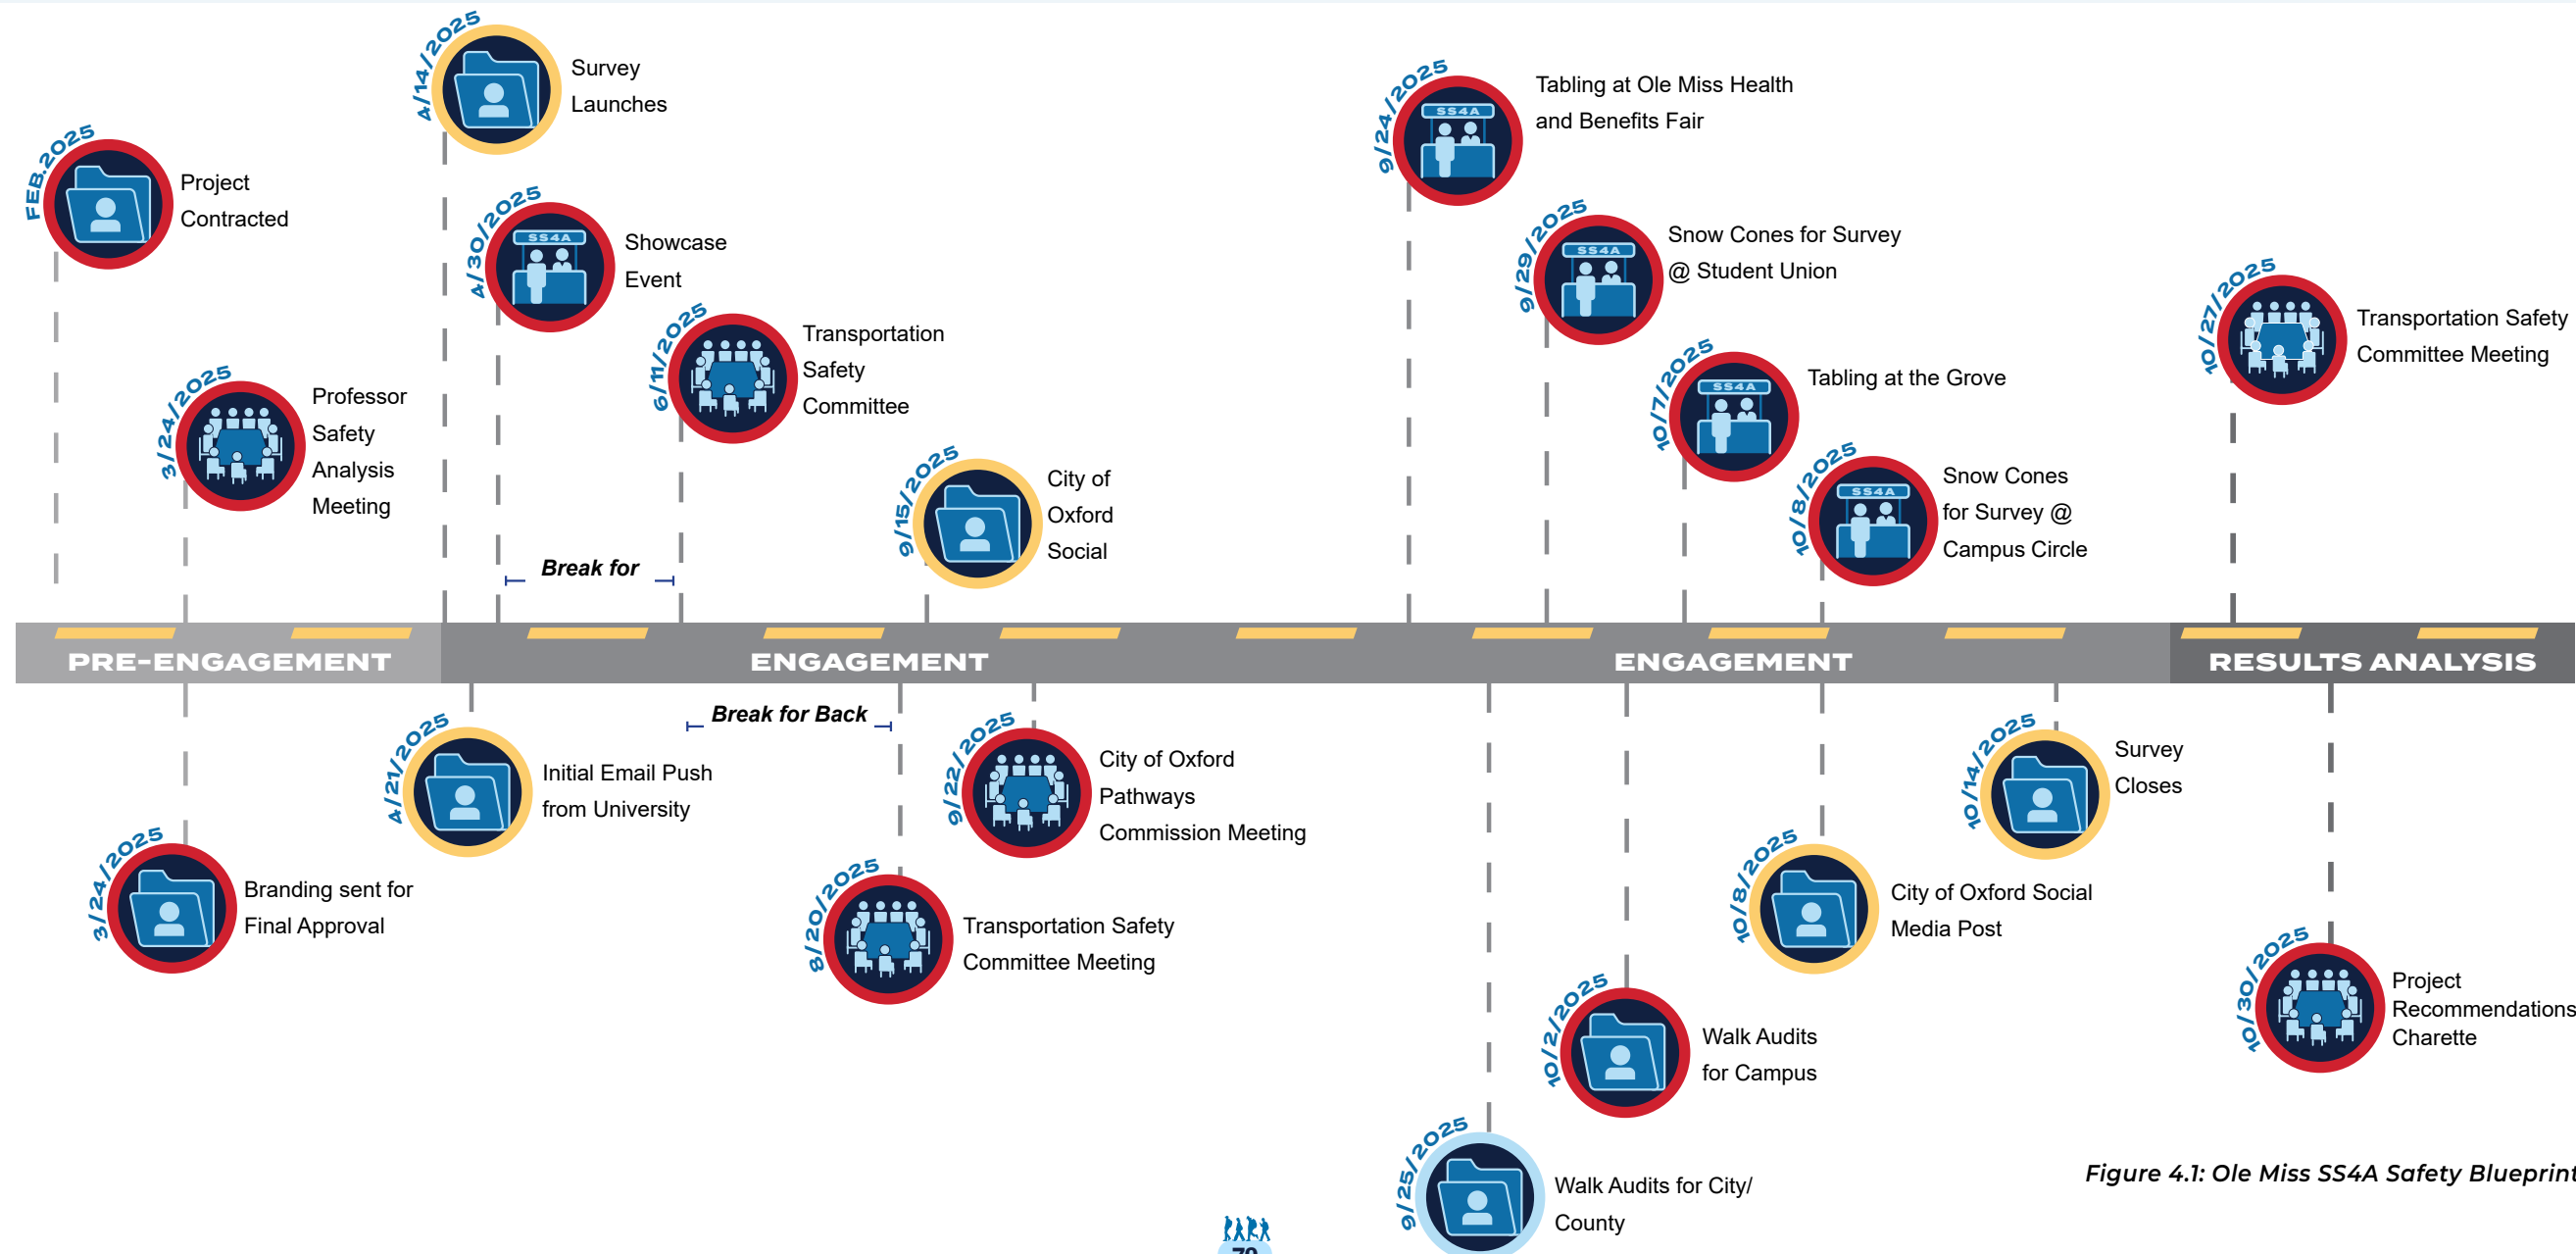 FEB.2025
Project
Contracted
3/24/2025
Professor
Safety
Analysis
Meeting
4/14/2025
Survey
Launches
4/30/2025
SS4A
Showcase
Event
6/11/2025
Transportation
Safety
Committee
9/15/2025
City of
Oxford
Social
9/24/2025
SS4A
Tabling at Ole Miss Health
and Benefits Fair
9/29/2025
SS4A
Snow Cones for Survey
@ Student Union
10/7/2025
SS4A
Tabling at the Grove
10/8/2025
SS4A
Snow Cones
for Survey @
Campus Circle
10/27/2025
Transportation Safety
Committee Meeting
Break for
PRE-ENGAGEMENT
ENGAGEMENT
ENGAGEMENT
RESULTS ANALYSIS
Break for Back
3/24/2025
Branding sent for
Final Approval
4/21/2025
Initial Email Push
from University
8/20/2025
Transportation Safety
Committee Meeting
9/22/2025
City of Oxford
Pathways
Commission Meeting
9/25/2025
Walk Audits for City/
County
10/2/2025
Walk Audits
for Campus
10/8/2025
City of Oxford Social
Media Post
10/14/2025
Survey
Closes
10/30/2025
Project
Recommendations
Charette
Figure 4.1: Ole Miss SS4A Safety Blueprint